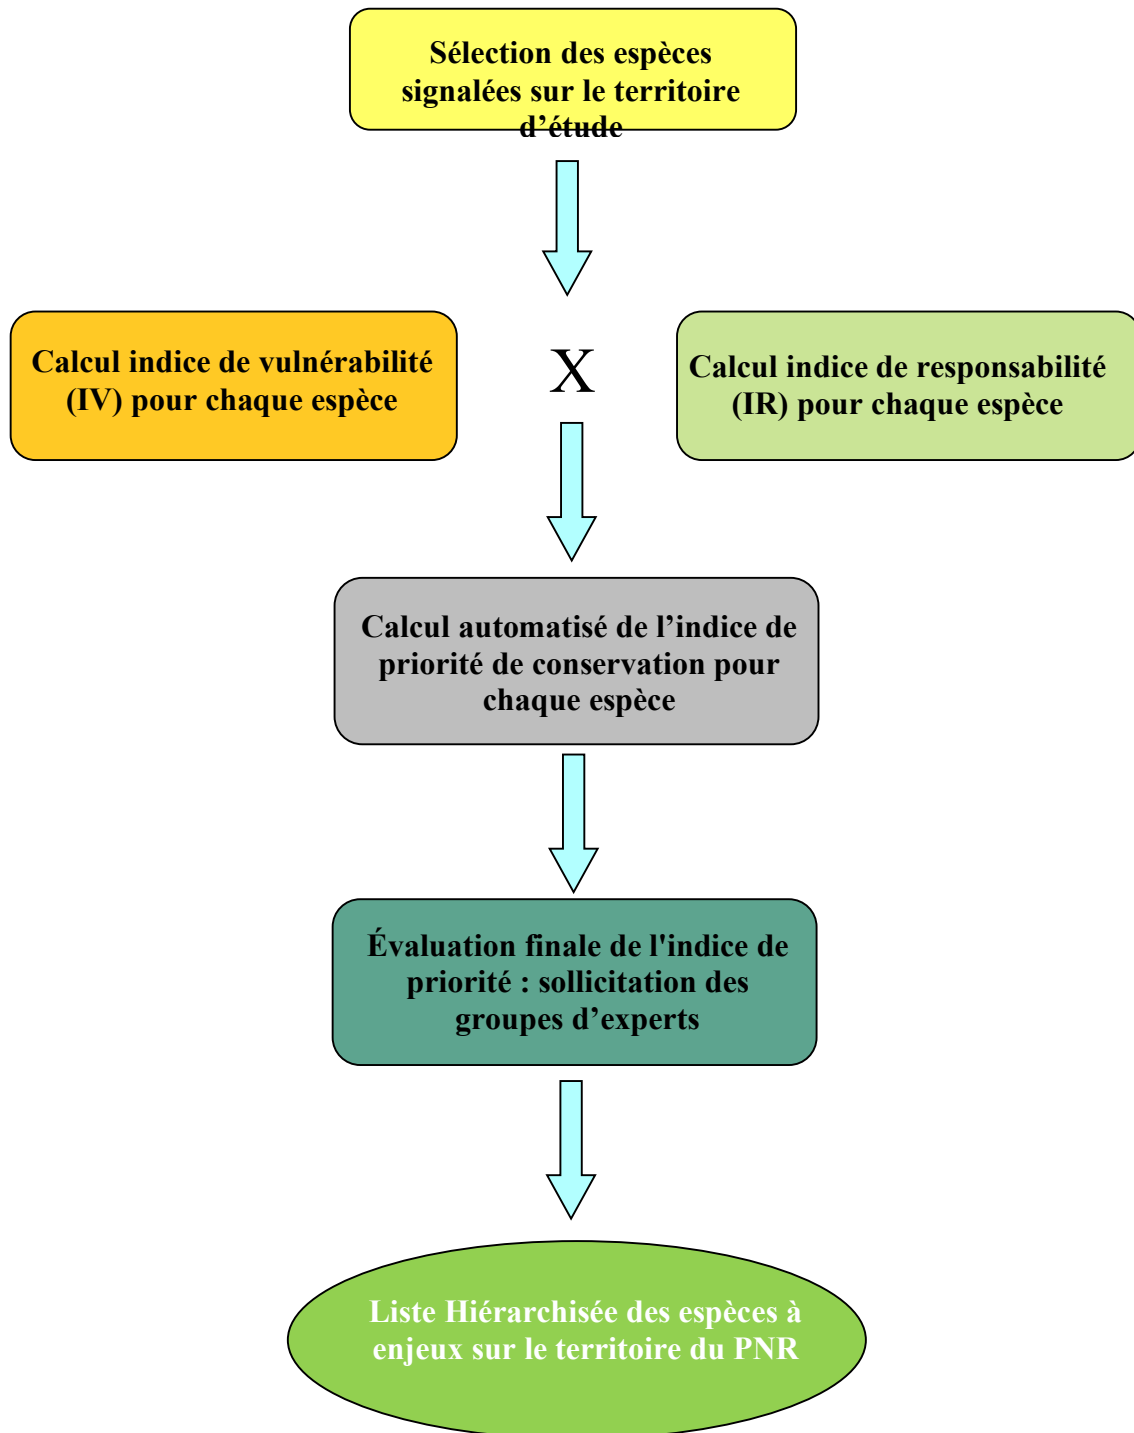 Sélection des espèces
signalées sur le territoire
d’étude
Calcul indice de vulnérabilité
(IV) pour chaque espèce
X
Calcul indice de responsabilité
(IR) pour chaque espèce
Calcul automatisé de l’indice de
priorité de conservation pour
chaque espèce
Évaluation finale de l'indice de
priorité : sollicitation des
groupes d’experts
Liste Hiérarchisée des espèces à
enjeux sur le territoire du PNR